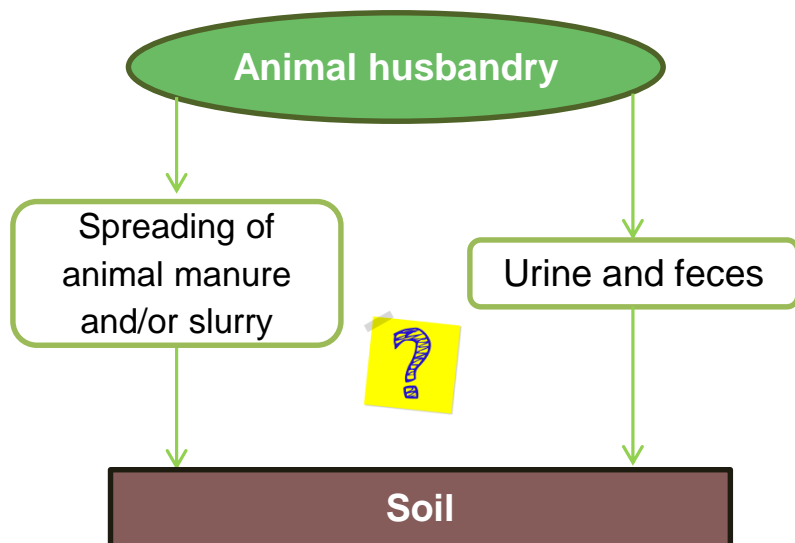 Animal husbandry
Spreading of
animal manure
and/or slurry
Urine and feces
?
Soil